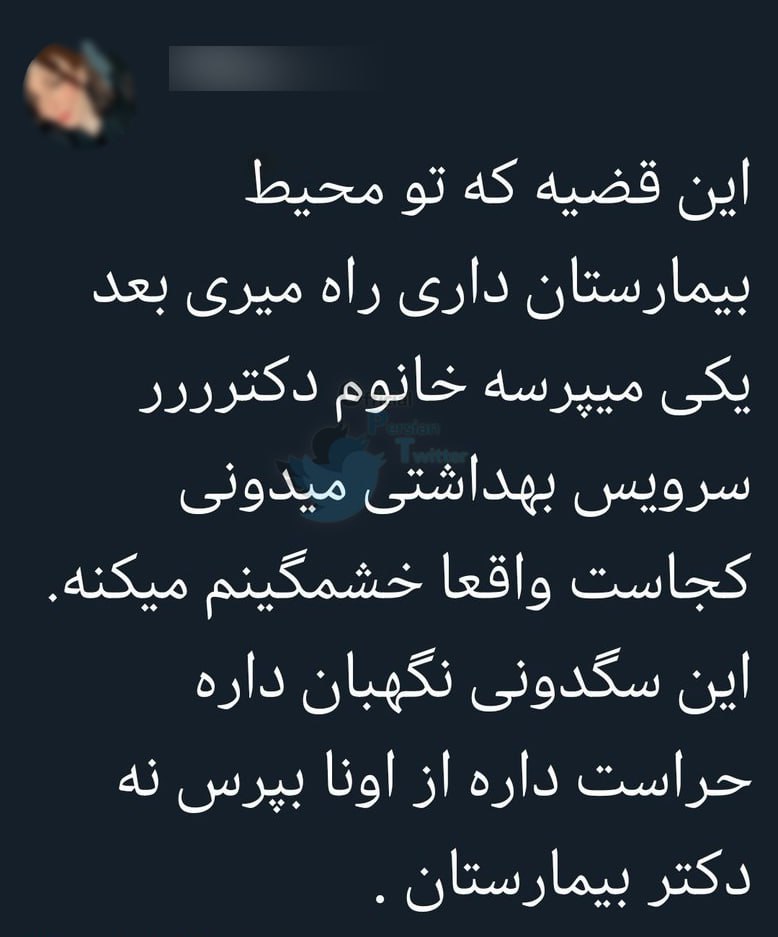 این قضیه که تو محیط
بیمارستان داری راه میری بعد
یکی میپرسه خانوم دکتررررر
سرویس بهداشتی میدونی
کجاست واقعا خشمگینم میکنه.
این سگدونی نگهبان داره
حراست داره از اونا بپرس نه
دکتر بیمارستان .
Persian
Twitter